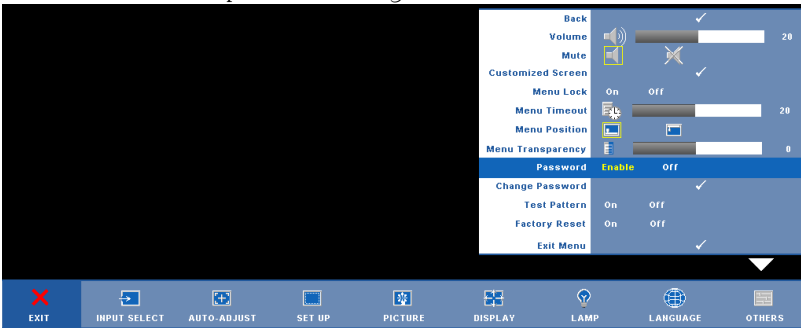 Back
Volume 20
Mute
Customized Screen
Menu Lock On Off
Menu Timeout 20
Menu Position
Menu Transparency 0
Password Enable Off
Change Password
Test Pattern On Off
Factory Reset On Off
Exit Menu
EXIT INPUT SELECT AUTO-ADJUST SET UP PICTURE DISPLAY LAMP LANGUAGE OTHERS